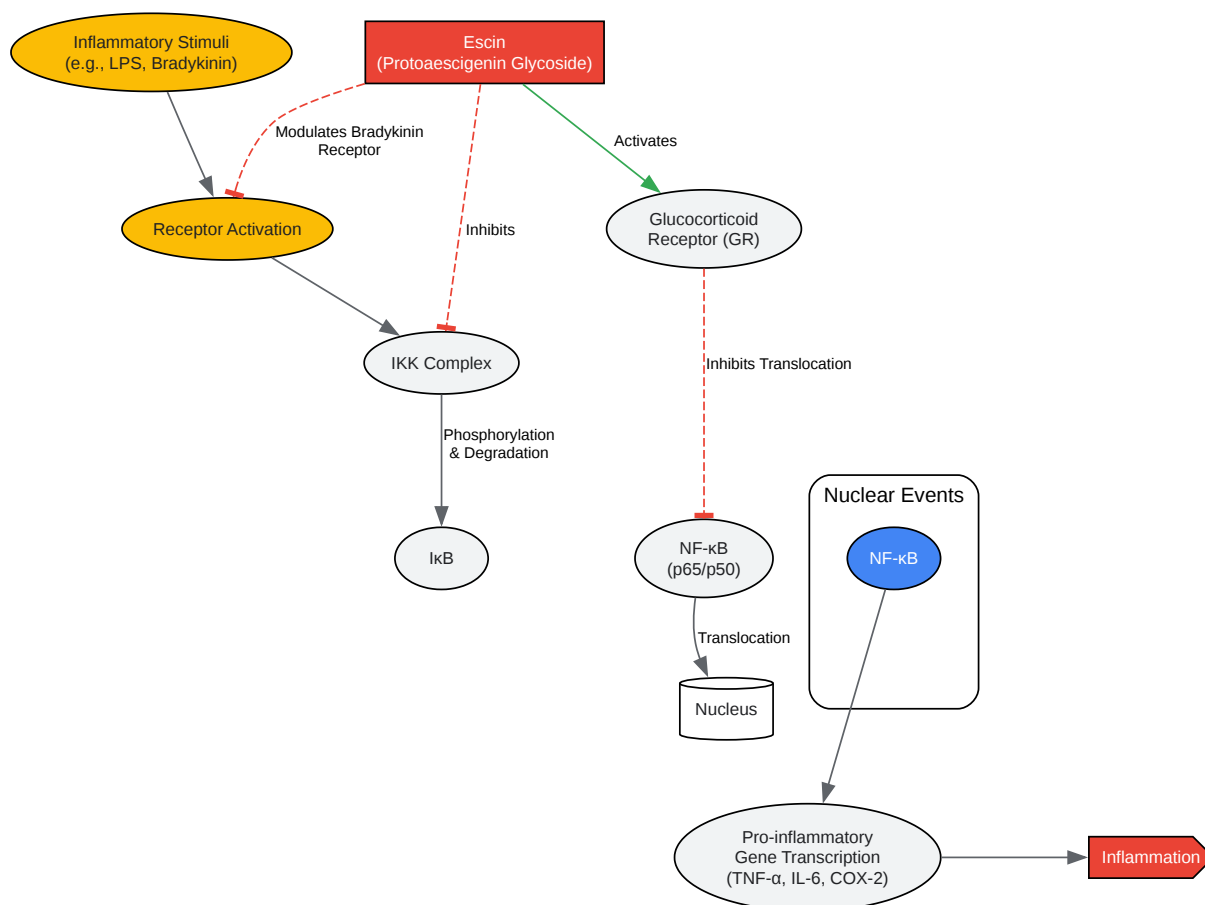 Inflammatory Stimuli
(e.g., LPS, Bradykinin)
Escin
(Protoaescigenin Glycoside)
Modulates Bradykinin
Receptor
Activates
Receptor Activation
Inhibits
Glucocorticoid
Receptor (GR)
IKK Complex
Inhibits Translocation
Phosphorylation
& Degradation
Nuclear Events
IκB
NF-κB
(p65/p50)
NF-κB
Translocation
Nucleus
Pro-inflammatory
Gene Transcription
(TNF-α, IL-6, COX-2)
Inflammation